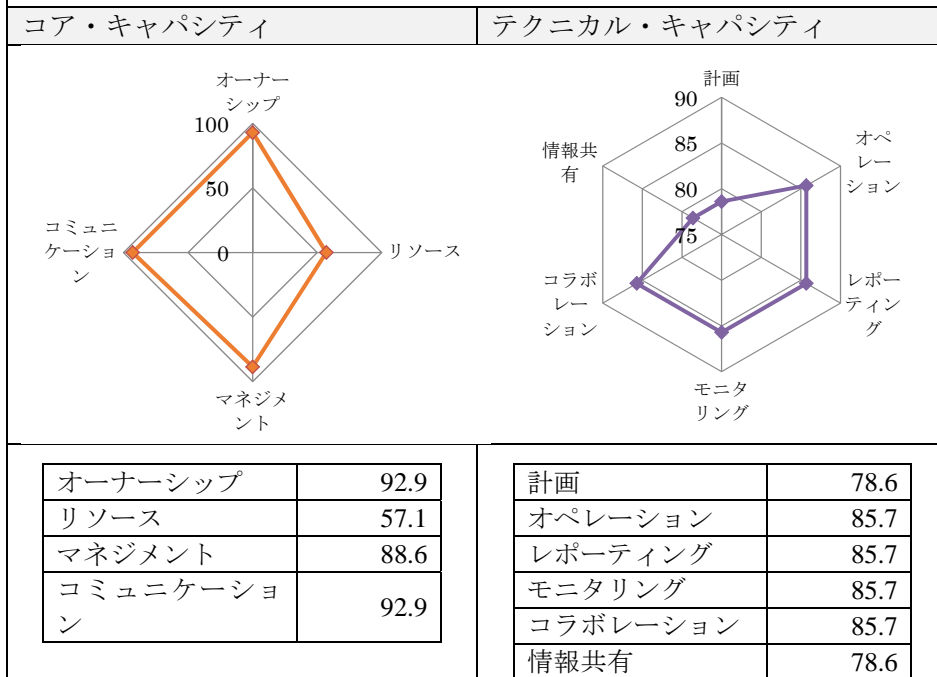 コア・キャパシティ
テクニカル・キャパシティ
オーナー
シップ
100
50
0
コミュニ
ケーショ
ン
リソース
マネジメ
ント
計画
90
85
80
75
情報共
有
オペ
レー
ション
コラボ
レー
ション
レポー
ティン
グ
モニタ
リング
オーナーシップ 92.9
リソース 57.1
マネジメント 88.6
コミュニケーショ
ン 92.9
計画 78.6
オペレーション 85.7
レポーティング 85.7
モニタリング 85.7
コラボレーション 85.7
情報共有 78.6